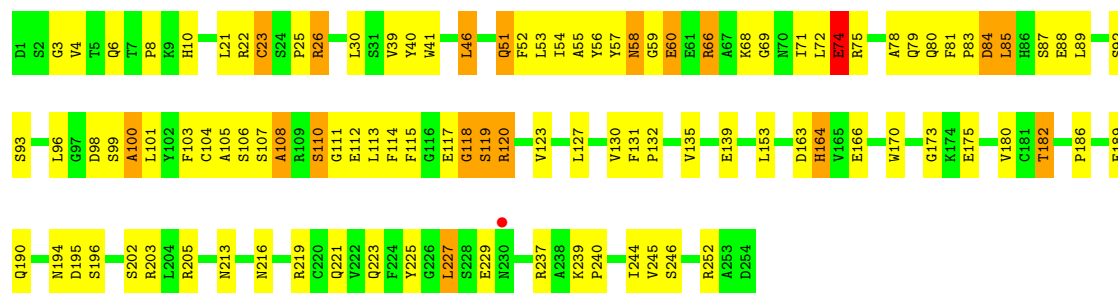 D1 S2 G3 V4 T5 Q6 T7 P8 K9 H10 L21 R22 C23 S24 P25 R26 L30 S31 V39 Y40 W41 L46 Q51 F52 L53 I54 A55 Y56 Y57 N58 G59 E60 E61 R66 A67 K68 G69 N70 I71 L72 E74 R75 A78 Q79 Q80 F81 P83 D84 L85 H86 S87 E88 L89 S92
S93 L96 G97 D98 S99 A100 L101 Y102 F103 C104 A105 S106 S107 A108 R109 S110 G111 E112 L113 F114 F115 G116 E117 G118 S119 R120 V123 L127 V130 F131 P132 V135 E139 L153 D163 H164 V165 E166 W170 G173 K174 E175 V180 C181 T182 P186
Q190 N194 D195 S196 S202 R203 L204 R205 N213 N216 R219 C220 Q221 V222 Q223 F224 Y225 G226 L227 S228 E229 N230 R237 A238 K239 P240 I244 V245 S246 R252 A253 D254